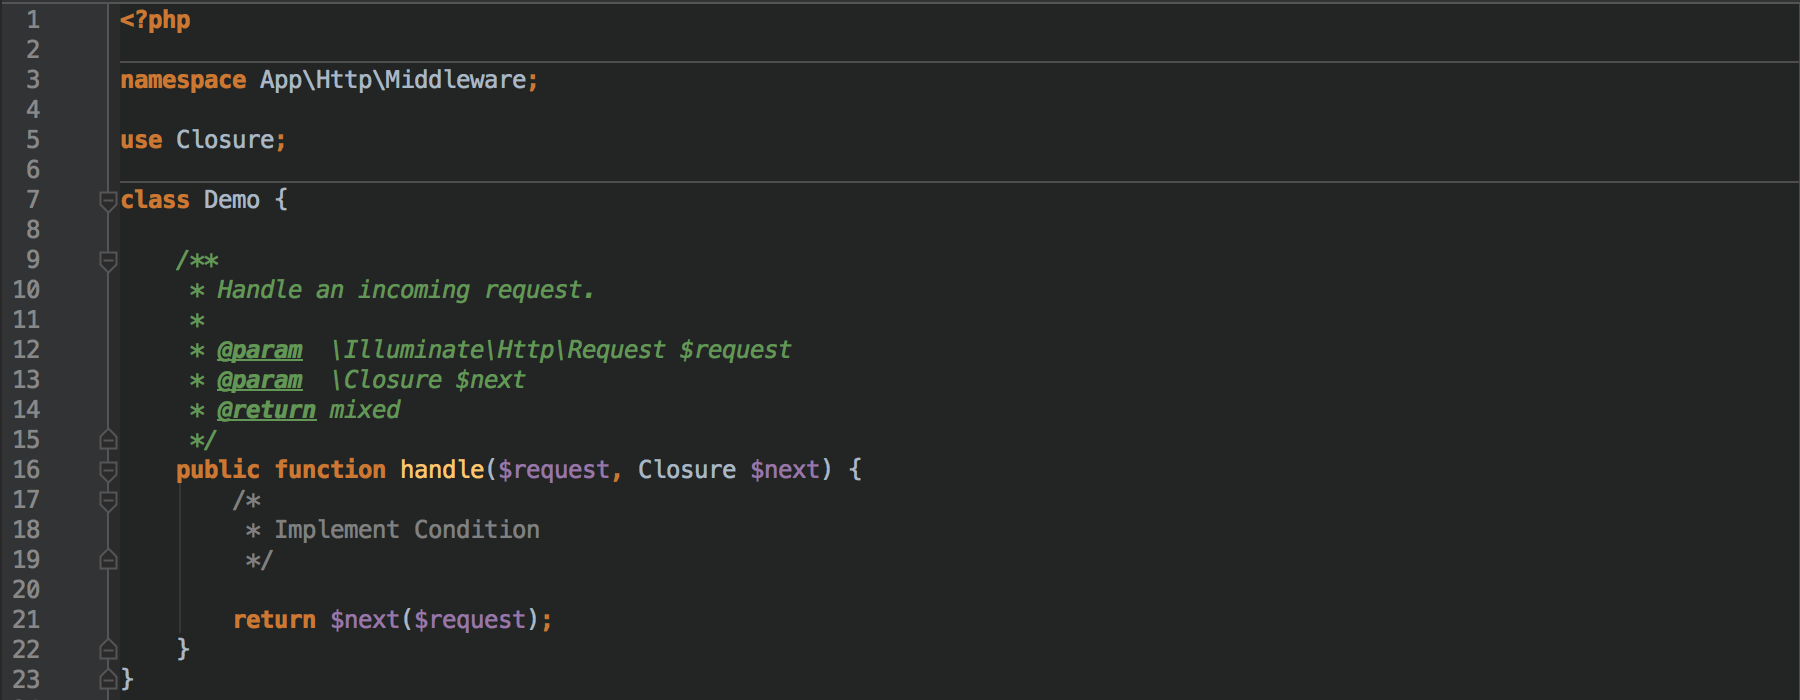 1 <?php
2
3 namespace App\Http\Middleware;
4
5 use Closure;
6
7 class Demo {
8
9     /**
10      * Handle an incoming request.
11      *
12      * @param  \Illuminate\Http\Request $request
13      * @param  \Closure $next
14      * @return mixed
15      */
16     public function handle($request, Closure $next) {
17         /*
18          * Implement Condition
19          */
20
21         return $next($request);
22     }
23 }